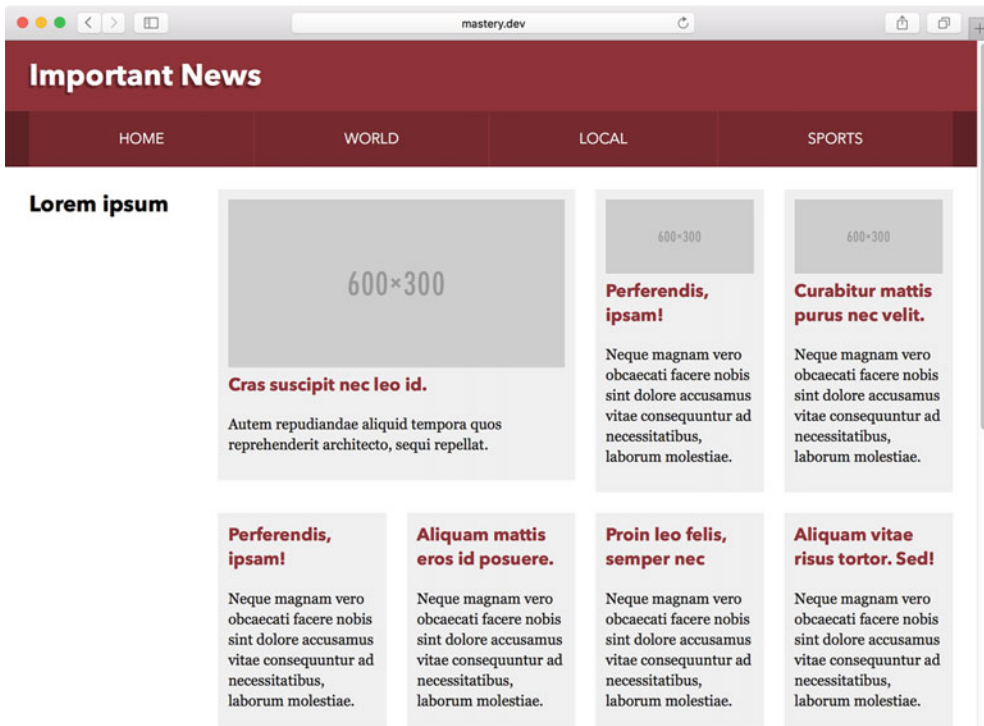 mastery.dev
Important News
HOME WORLD LOCAL SPORTS
Lorem ipsum
600×300
Cras suscipit nec leo id.
Autem repudiandae aliquid tempora quos
reprehenderit architecto, sequi repellat.
600×300
Perferendis,
ipsam!
Neque magnam vero
obcaecati facere nobis
sint dolore accusamus
vitae consequuntur ad
necessitatibus,
laborum molestiae.
600×300
Curabitur mattis
purus nec velit.
Neque magnam vero
obcaecati facere nobis
sint dolore accusamus
vitae consequuntur ad
necessitatibus,
laborum molestiae.
Perferendis,
ipsam!
Neque magnam vero
obcaecati facere nobis
sint dolore accusamus
vitae consequuntur ad
necessitatibus,
laborum molestiae.
Aliquam mattis
eros id posuere.
Neque magnam vero
obcaecati facere nobis
sint dolore accusamus
vitae consequuntur ad
necessitatibus,
laborum molestiae.
Proin leo felis,
semper nec
Neque magnam vero
obcaecati facere nobis
sint dolore accusamus
vitae consequuntur ad
necessitatibus,
laborum molestiae.
Aliquam vitae
risus tortor. Sed!
Neque magnam vero
obcaecati facere nobis
sint dolore accusamus
vitae consequuntur ad
necessitatibus,
laborum molestiae.